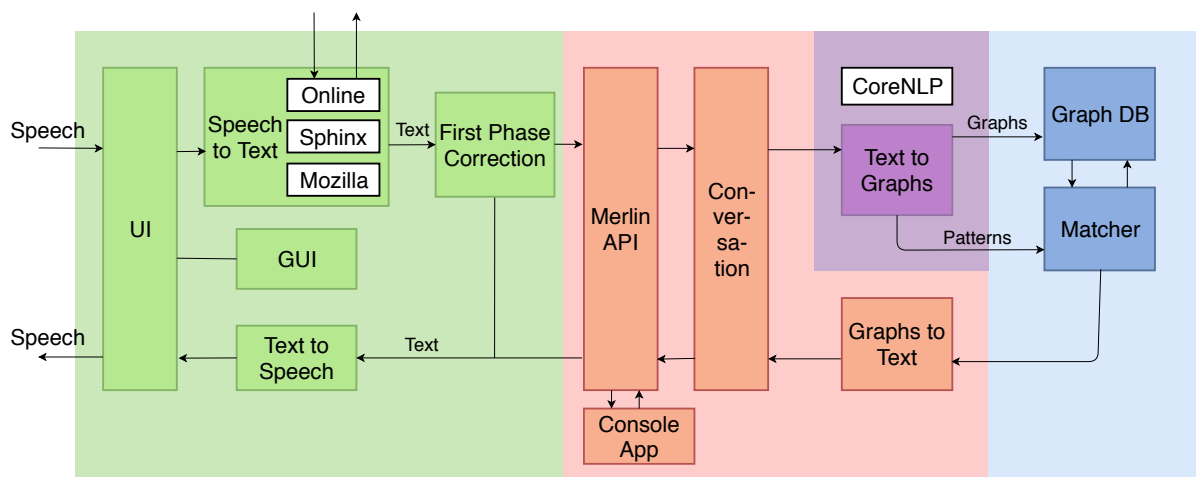 Speech
UI
Speech
to Text
Online
Sphinx
Mozilla
Text
First Phase
Correction
GUI
Speech
Text to
Speech
Text
Merlin
API
Con-
ver-
sa-
tion
Console
App
CoreNLP
Text to
Graphs
Graphs
Patterns
Graph DB
Matcher
Graphs to
Text